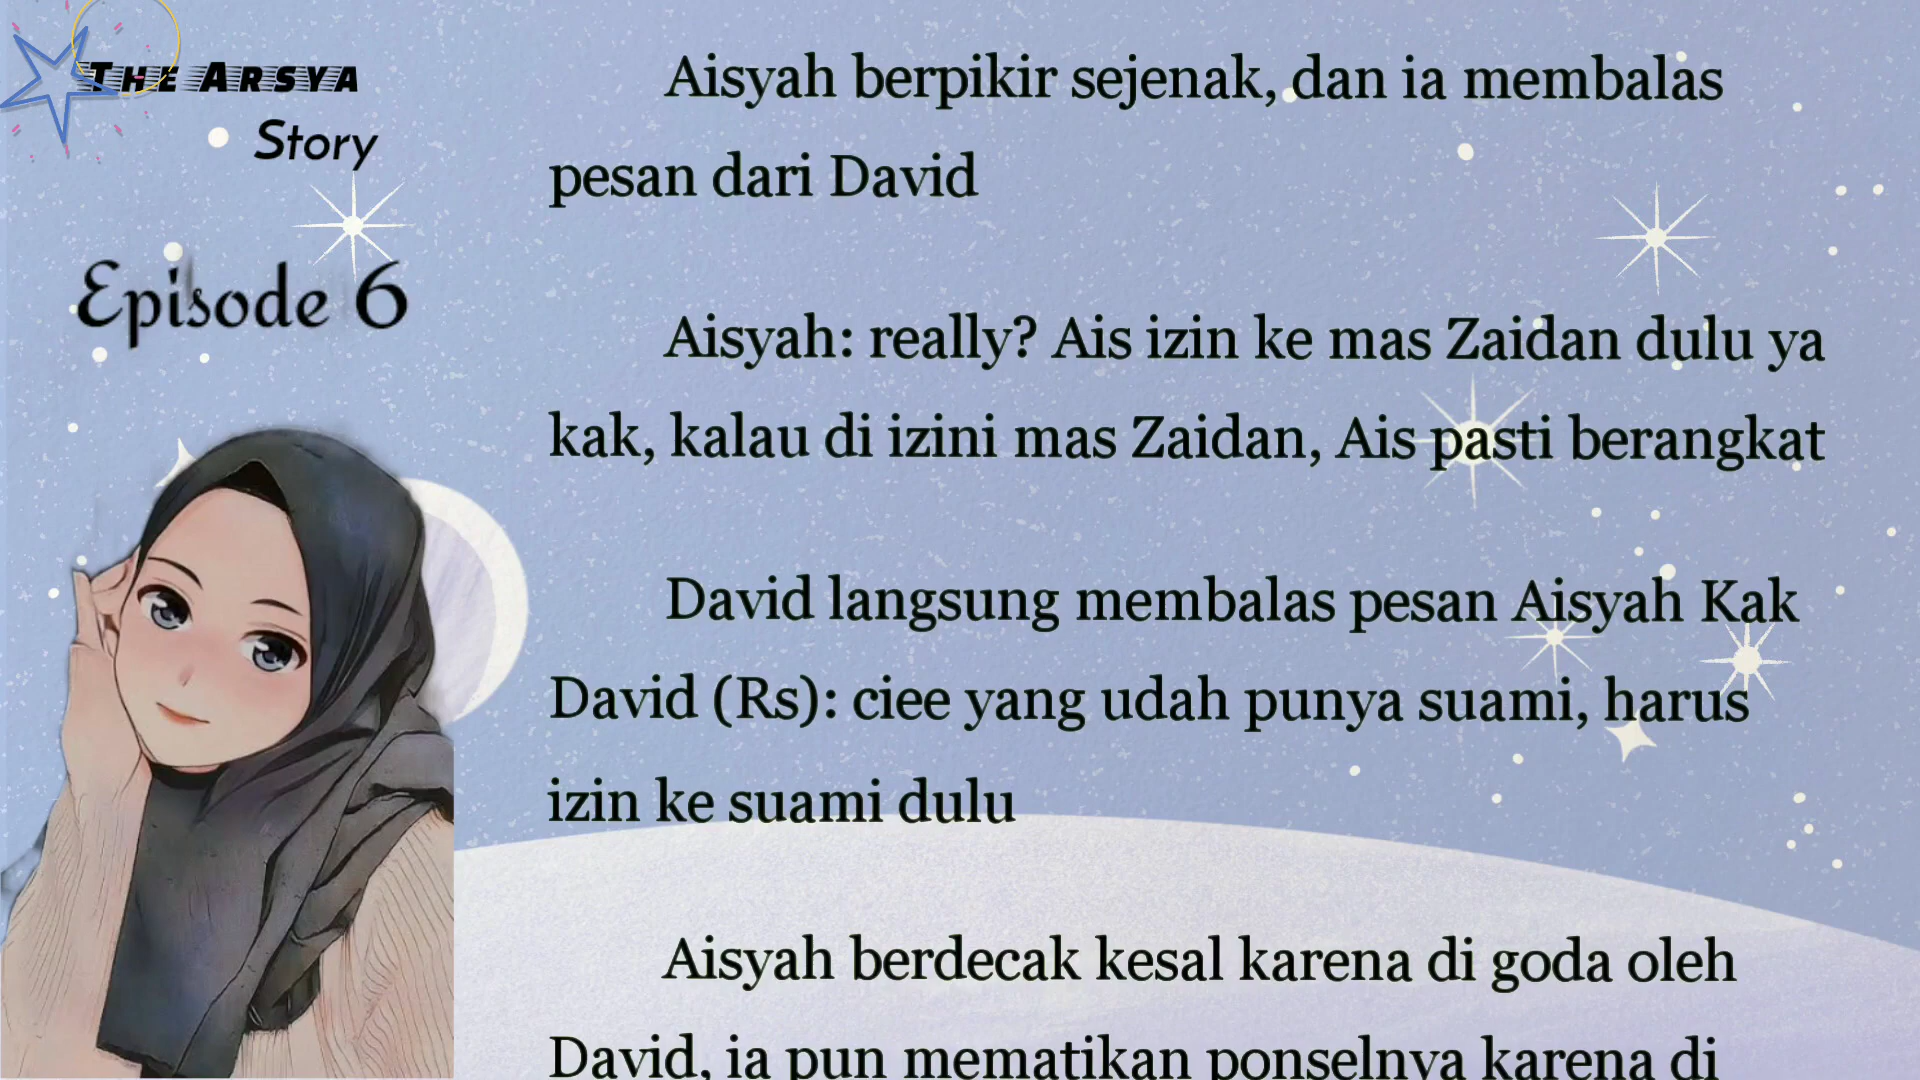 The Arsya
Story
Episode 6
Aisyah berpikir sejenak, dan ia membalas
pesan dari David
Aisyah: really? Ais izin ke mas Zaidan dulu ya
kak, kalau di izini mas Zaidan, Ais pasti berangkat
David langsung membalas pesan Aisyah Kak
David (Rs): ciee yang udah punya suami, harus
izin ke suami dulu
Aisyah berdecak kesal karena di goda oleh
David, ia pun mematikan ponselnya karena di